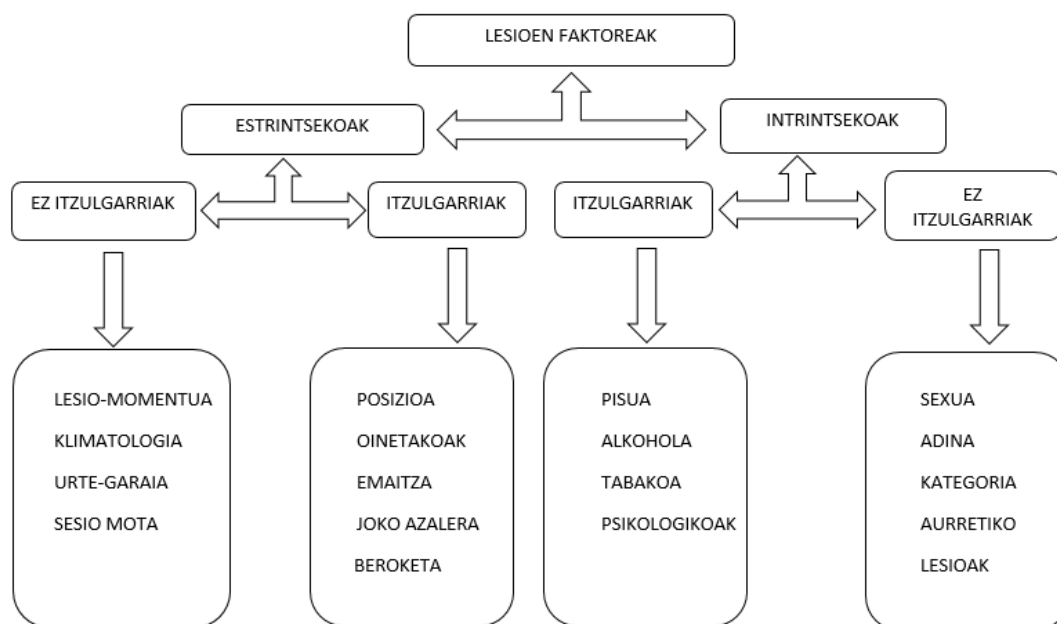 LESIOEN FAKTOREAK
ESTRINTSEKOAK
INTRINTSEKOAK
EZ ITZULGARRIAK
ITZULGARRIAK
ITZULGARRIAK
EZ
ITZULGARRIAK
LESIO-MOMENTUA
KLIMATOLOGIA
URTE-GARAIA
SESIO MOTA
POSIZIOA
OINETAKOAK
EMAITZA
JOKO AZALERA
BEROKETA
PISUA
ALKOHOLA
TABAKOA
PSIKOLOGIKOAK
SEXUA
ADINA
KATEGORIA
AURRETIKO
LESIOAK